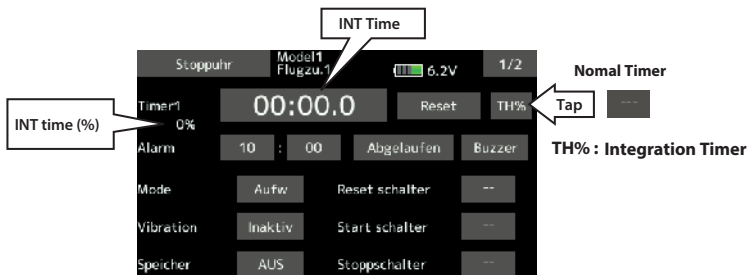 INT Time
Stoppuhr Model1 Flugzu.1 6.2V 1/2
Nomal Timer
Timer1 00:00.0 Reset TH% Tap ---
INT time (%) 0%
Alarm 10 : 00 Abgelaufen Buzzer
TH% : Integration Timer
Mode Aufw Reset schalter --
Vibration Inaktiv Start schalter --
Speicher AUS Stoppschalter --